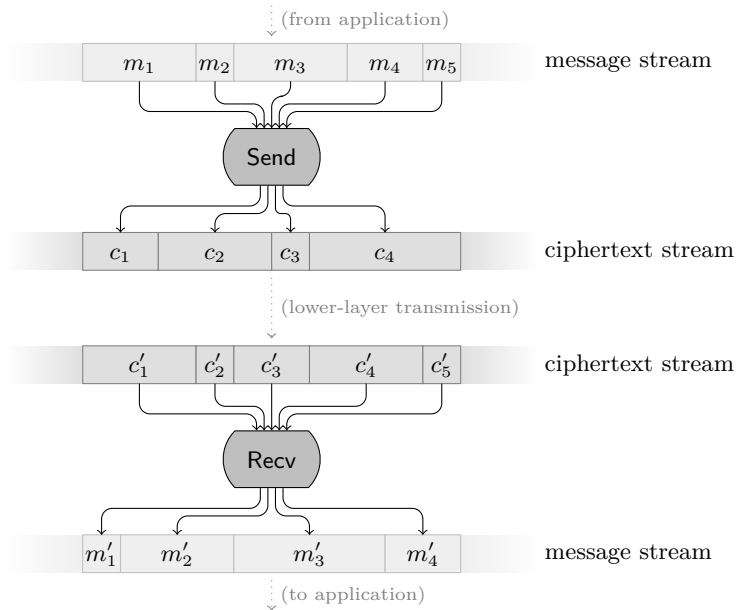 (from application)
m₁ m₂ m₃ m₄ m₅ message stream
Send
c₁ c₂ c₃ c₄ ciphertext stream
(lower-layer transmission)
c′₁ c′₂ c′₃ c′₄ c′₅ ciphertext stream
Recv
m′₁ m′₂ m′₃ m′₄ message stream
(to application)